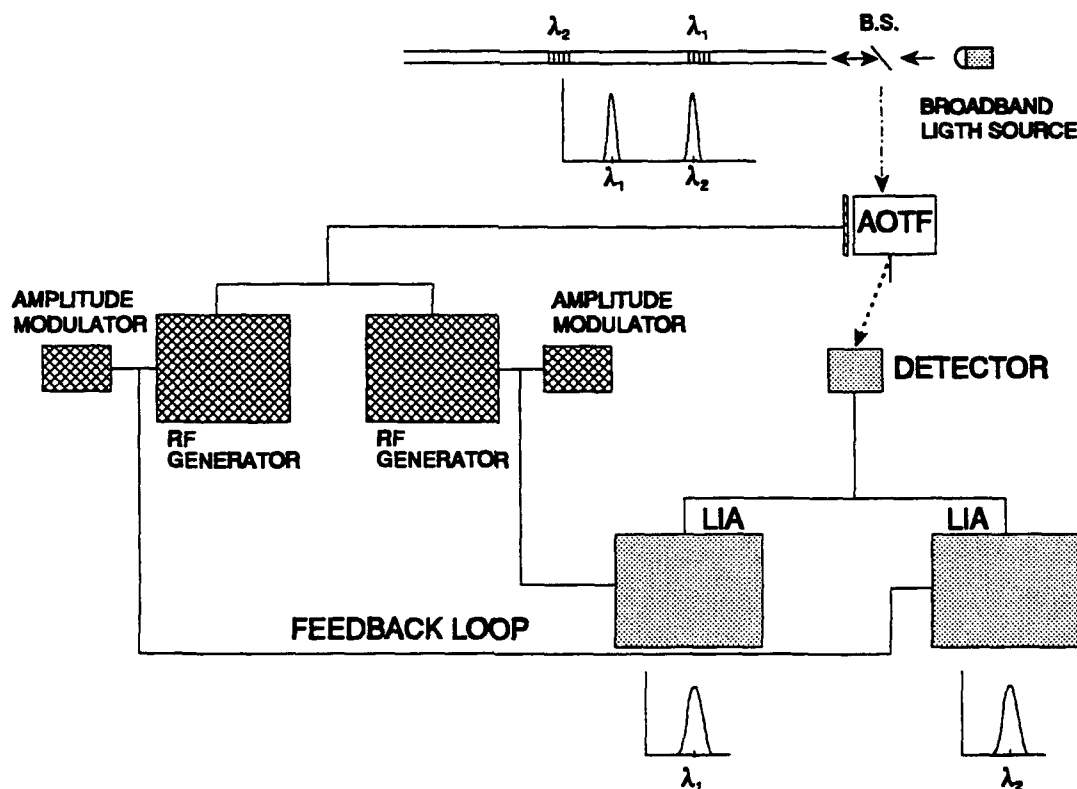 λ₂
λ₁
B.S.
BROADBAND
LIGTH SOURCE
λ₁
λ₂
AOTF
AMPLITUDE
MODULATOR
AMPLITUDE
MODULATOR
RF
GENERATOR
RF
GENERATOR
DETECTOR
LIA
LIA
FEEDBACK LOOP
λ₁
λ₂